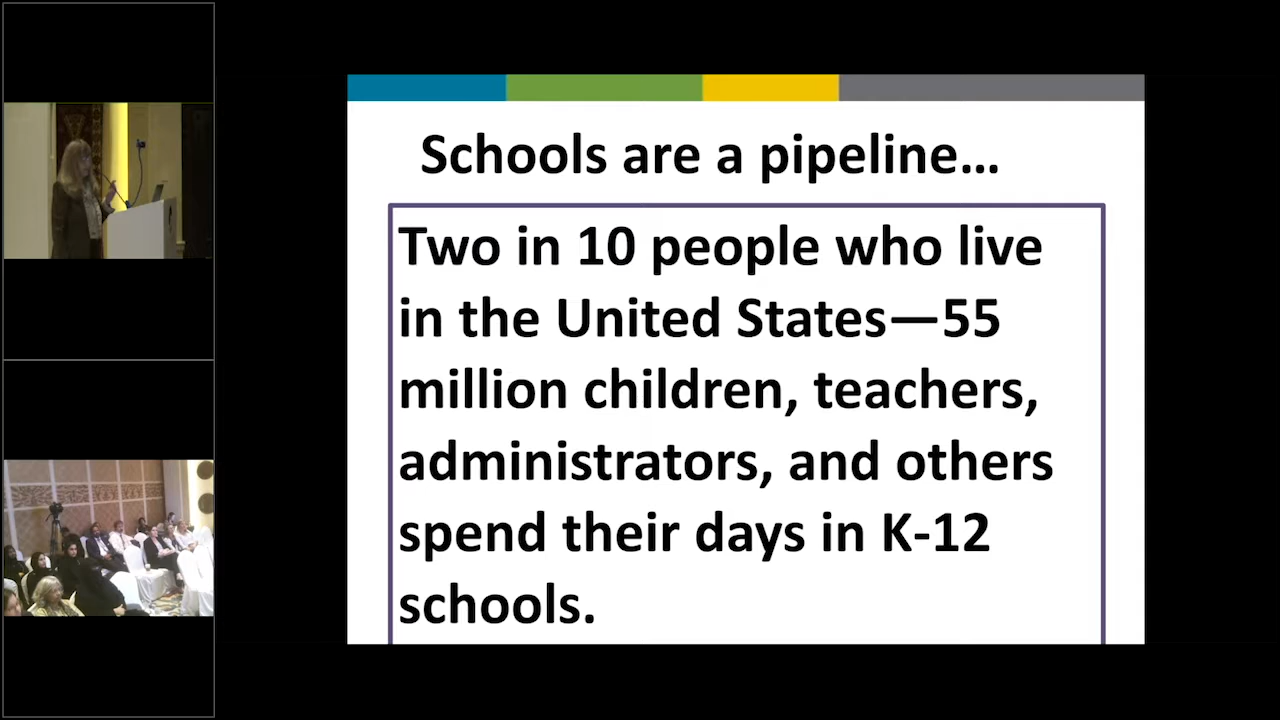 Schools are a pipeline…
Two in 10 people who live
in the United States—55
million children, teachers,
administrators, and others
spend their days in K-12
schools.